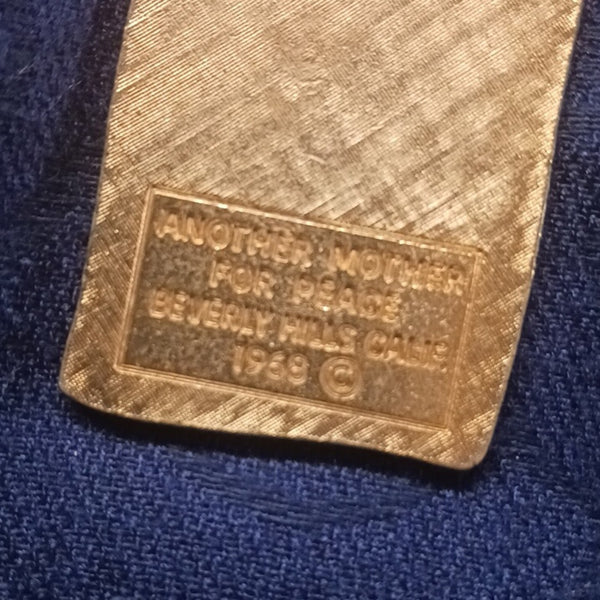 ANOTHER MOTHER
FOR PEACE
BEVERLY HILLS CALIF.
1968 ©